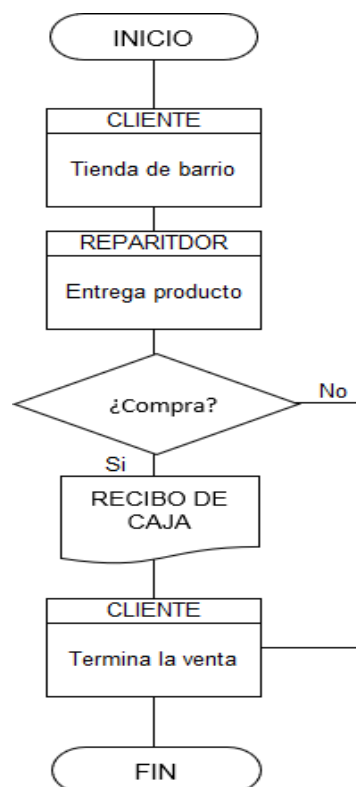 INICIO
CLIENTE
Tienda de barrio
REPARITDOR
Entrega producto
¿Compra?
No
Si
RECIBO DE
CAJA
CLIENTE
Termina la venta
FIN